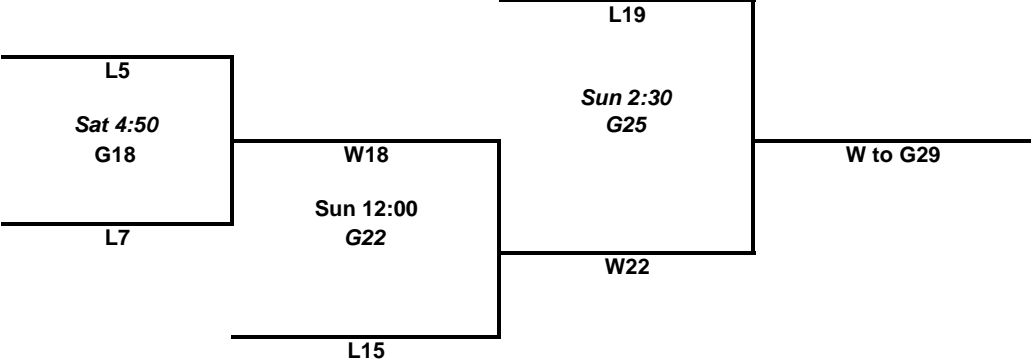 L19
L5
Sun 2:30
Sat 4:50
G25
G18
W18
W to G29
Sun 12:00
L7
G22
W22
L15